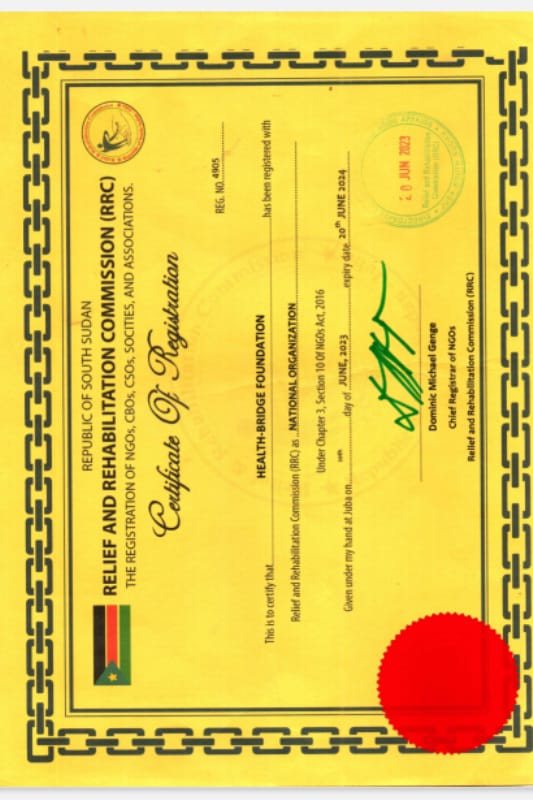 REPUBLIC OF SOUTH SUDAN
RELIEF AND REHABILITATION COMMISSION (RRC)
THE REGISTRATION OF NGOs, CBOs, CSOs, SOCITIES, AND ASSOCIATIONS.
Certificate Of Registration
REG. NO. 4905
This is to certify that HEALTH-BRIDGE FOUNDATION has been registered with
Relief and Rehabilitation Commission (RRC) as NATIONAL ORGANIZATION
Under Chapter 3, Section 10 Of NGOs Act, 2016
Given under my hand at Juba on 20th day of JUNE, 2023 expiry date. 20th JUNE 2024
20 JUN 2023
Relief and Rehabilitation
Commission (RRC)
Dominic Michael Genge
Chief Registrar of NGOs
Relief and Rehabilitation Commission (RRC)